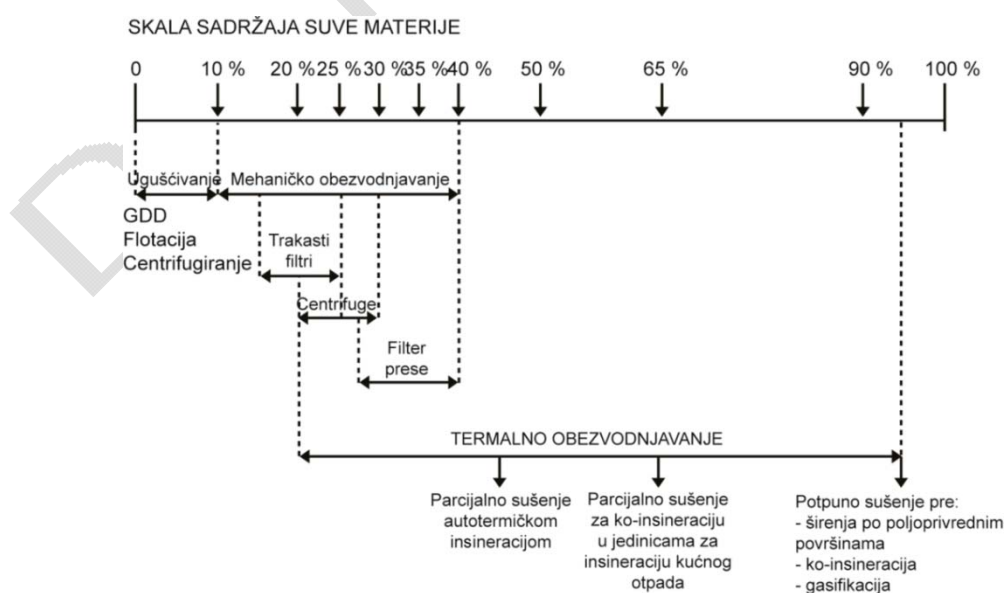 SKALA SADRŽAJA SUVE MATERIJE
0 10 % 20 % 25 % 30 % 35 % 40 % 50 % 65 % 90 % 100 %
Ugušćivanje Mehaničko obezvodnjavanje
GDD
Flotacija
Centrifugiranje
Trakasti
filtri
Centrifuge
Filter
prese
TERMALNO OBEZVODNJAVANJE
Parcijalno sušenje
autotermičkom
insineracijom
Parcijalno sušenje
za ko-insineraciju
u jedinicama za
insineraciju kućnog
otpada
Potpuno sušenje pre:
- širenja po poljoprivrednim
površinama
- ko-insineracija
- gasifikacija